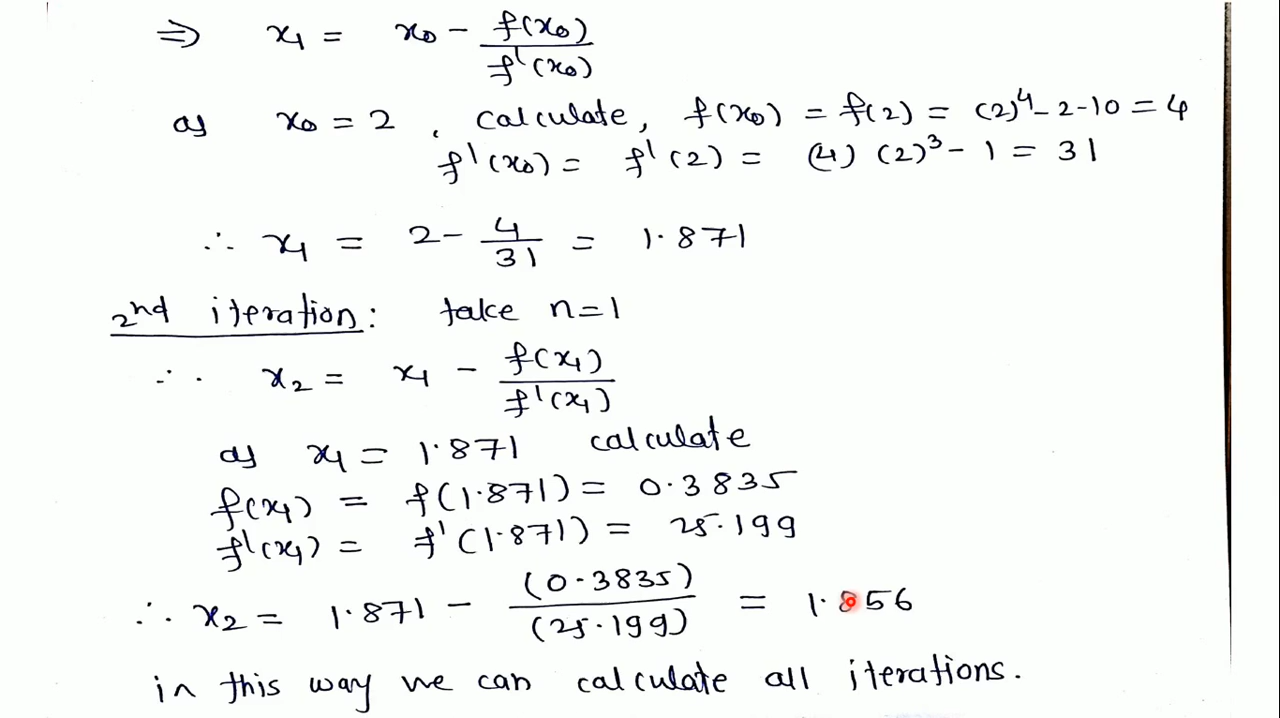 ⇒ x₁ = x₀ - f(x₀)/f'(x₀)
as x₀ = 2, calculate, f(x₀) = f(2) = (2)⁴ - 2 - 10 = 4
f'(x₀) = f'(2) = (4) (2)³ - 1 = 31
∴ x₁ = 2 - 4/31 = 1.871
2nd iteration: take n=1
∴ x₂ = x₁ - f(x₁)/f'(x₁)
as x₁ = 1.871 calculate
f(x₁) = f(1.871) = 0.3835
f'(x₁) = f'(1.871) = 25.199
∴ x₂ = 1.871 - (0.3835)/(25.199) = 1.856
in this way we can calculate all iterations.